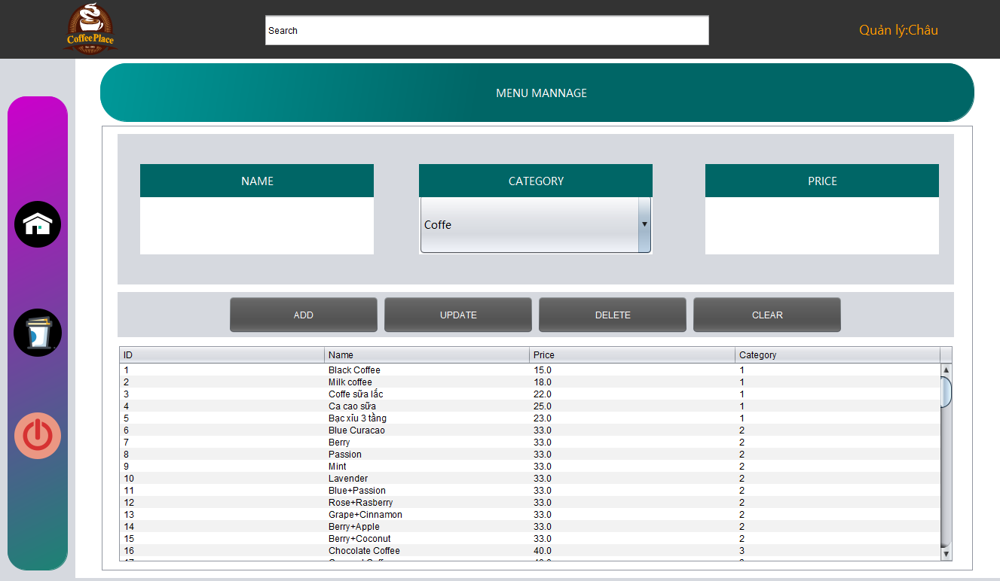 Coffee Place
Search
Quản lý:Châu
MENU MANNAGE
NAME
CATEGORY
PRICE
Coffe
ADD
UPDATE
DELETE
CLEAR
ID Name Price Category
1 Black Coffee 15.0 1
2 Milk coffee 18.0 1
3 Coffe sữa lắc 22.0 1
4 Ca cao sữa 25.0 1
5 Bạc xíu 3 tầng 23.0 1
6 Blue Curacao 33.0 2
7 Berry 33.0 2
8 Passion 33.0 2
9 Mint 33.0 2
10 Lavender 33.0 2
11 Blue+Passion 33.0 2
12 Rose+Rasberry 33.0 2
13 Grape+Cinnamon 33.0 2
14 Berry+Apple 33.0 2
15 Berry+Coconut 33.0 2
16 Chocolate Coffee 40.0 3